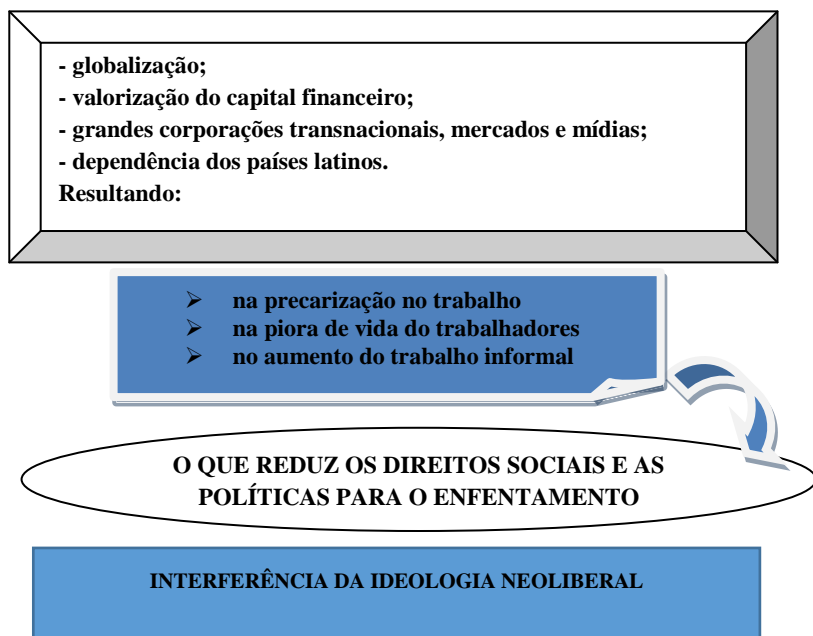 - globalização;
- valorização do capital financeiro;
- grandes corporações transnacionais, mercados e mídias;
- dependência dos países latinos.
Resultando:
➢ na precarização no trabalho
➢ na piora de vida do trabalhadores
➢ no aumento do trabalho informal
O QUE REDUZ OS DIREITOS SOCIAIS E AS
POLÍTICAS PARA O ENFENTAMENTO
INTERFERÊNCIA DA IDEOLOGIA NEOLIBERAL